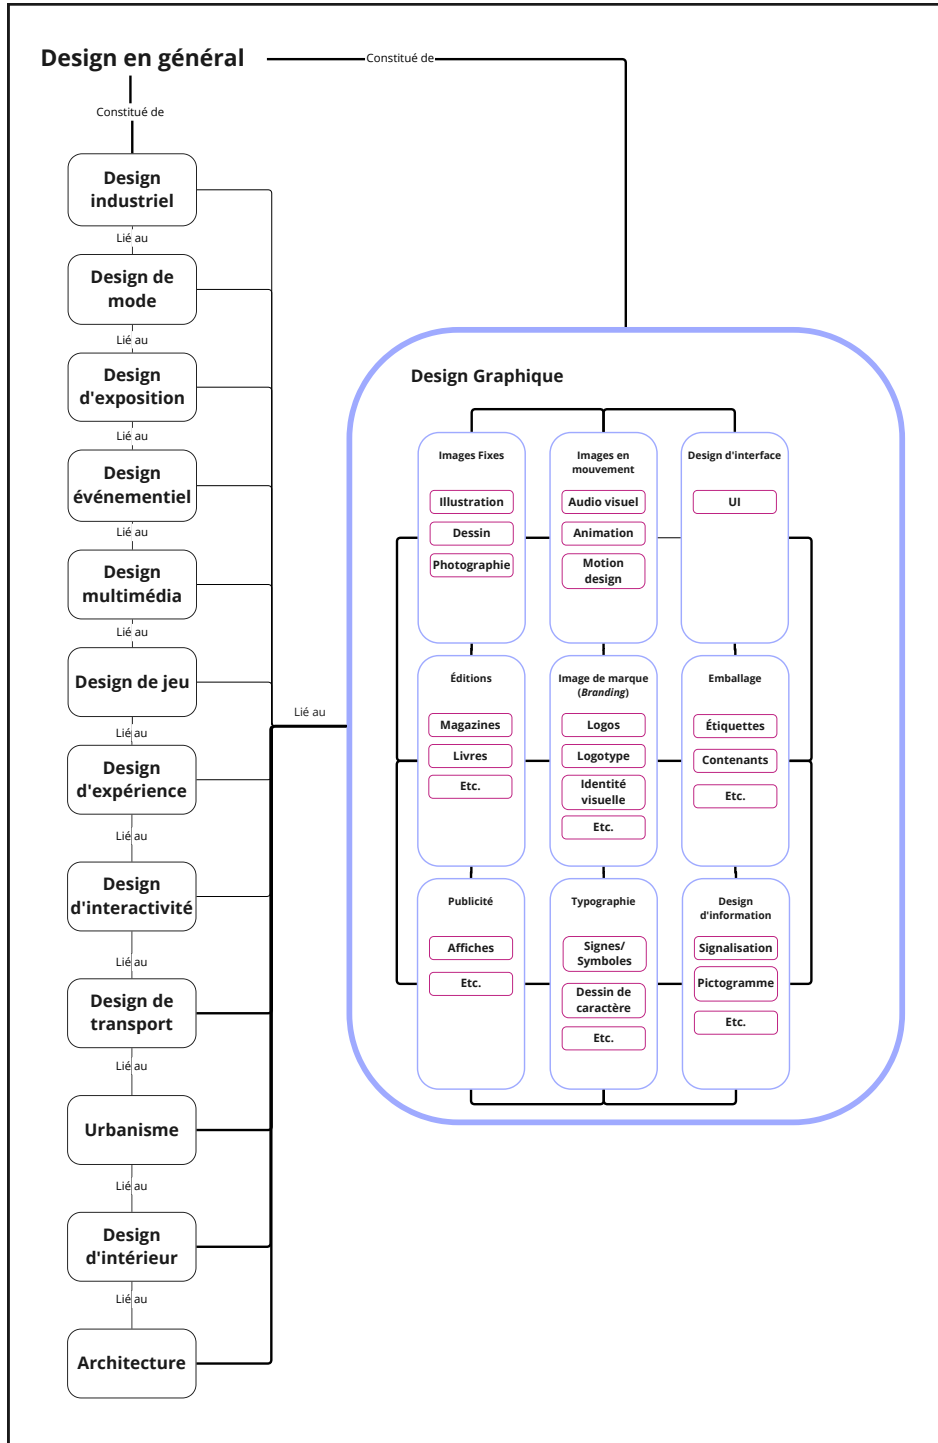 Design en général
Constitué de
Constitué de
Design
industriel
Lié au
Design de
mode
Lié au
Design
d'exposition
Lié au
Design
événementiel
Lié au
Design
multimédia
Lié au
Design de jeu
Lié au
Design
d'expérience
Lié au
Design
d'interactivité
Lié au
Design de
transport
Lié au
Urbanisme
Lié au
Design
d'intérieur
Lié au
Architecture
Lié au
Design Graphique
Images Fixes
Illustration
Dessin
Photographie
Images en
mouvement
Audio visuel
Animation
Motion
design
Design d'interface
UI
Éditions
Magazines
Livres
Etc.
Image de marque
(Branding)
Logos
Logotype
Identité
visuelle
Etc.
Emballage
Étiquettes
Contenants
Etc.
Publicité
Affiches
Etc.
Typographie
Signes/
Symboles
Dessin de
caractère
Etc.
Design
d'information
Signalisation
Pictogramme
Etc.